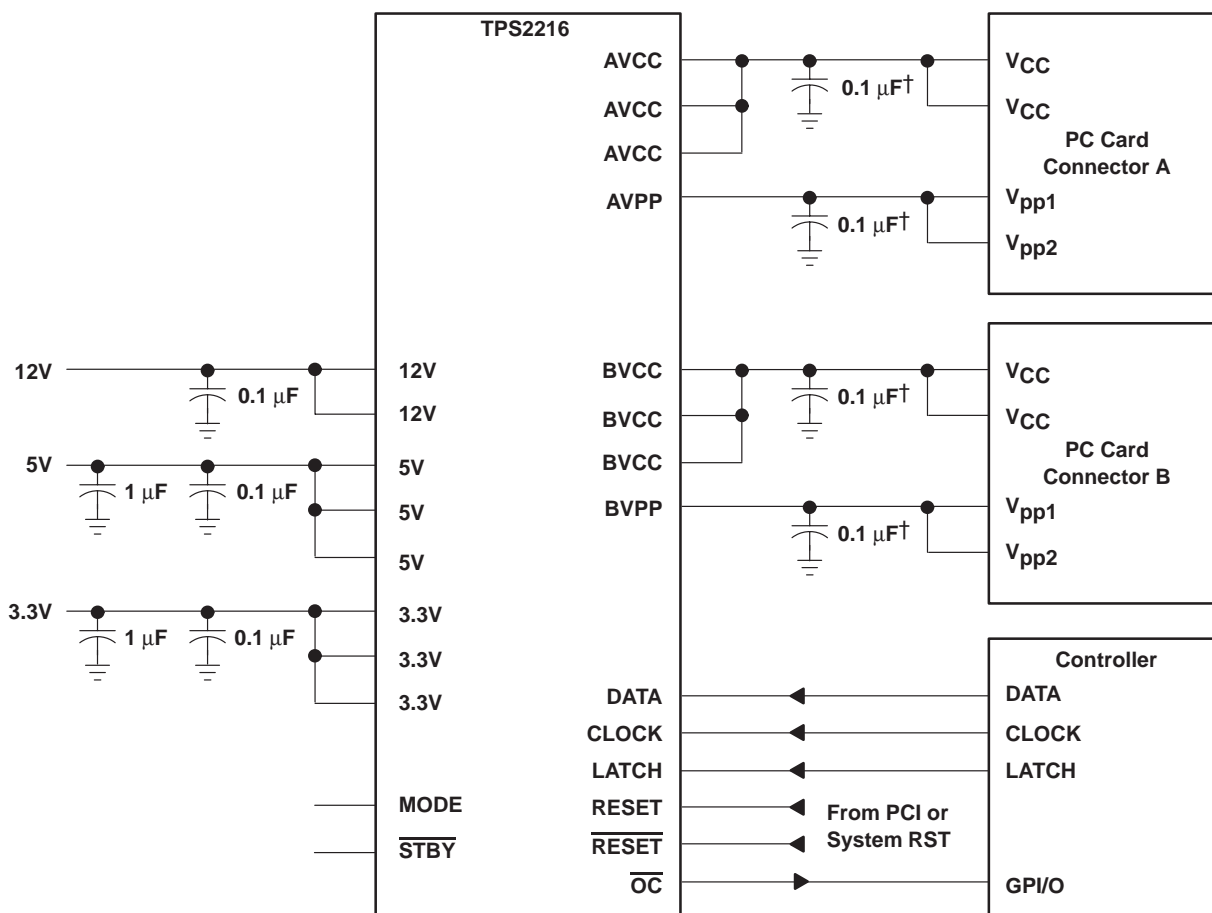 TPS2216
AVCC
AVCC
AVCC
AVPP
0.1 μF†
0.1 μF†
VCC
VCC
PC Card
Connector A
Vpp1
Vpp2
12V
0.1 μF
12V
12V
5V
1 μF
0.1 μF
5V
5V
5V
3.3V
1 μF
0.1 μF
3.3V
3.3V
3.3V
BVCC
BVCC
BVCC
BVPP
0.1 μF†
0.1 μF†
VCC
VCC
PC Card
Connector B
Vpp1
Vpp2
MODE
STBY
DATA
CLOCK
LATCH
RESET
RESET
OC
From PCI or
System RST
Controller
DATA
CLOCK
LATCH
GPI/O